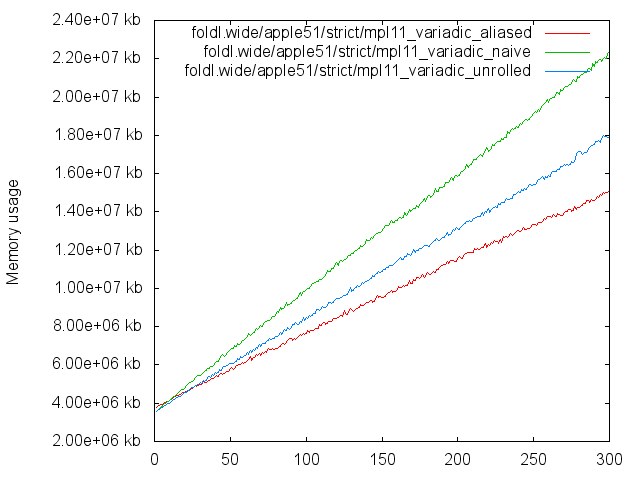 2.40e+07 kb
2.20e+07 kb
2.00e+07 kb
1.80e+07 kb
1.60e+07 kb
1.40e+07 kb
1.20e+07 kb
1.00e+07 kb
8.00e+06 kb
6.00e+06 kb
4.00e+06 kb
2.00e+06 kb
Memory usage
foldl.wide/apple51/strict/mpl11_variadic_aliased
foldl.wide/apple51/strict/mpl11_variadic_naive
foldl.wide/apple51/strict/mpl11_variadic_unrolled
0 50 100 150 200 250 300